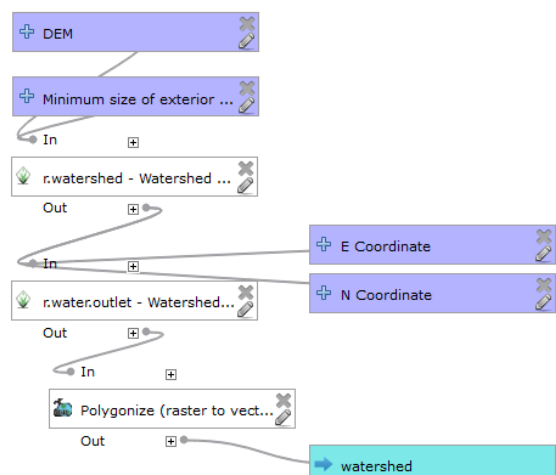 DEM
Minimum size of exterior ...
In
r.watershed - Watershed ...
Out
In
E Coordinate
N Coordinate
r.water.outlet - Watershed...
Out
In
Polygonize (raster to vect...
Out
watershed